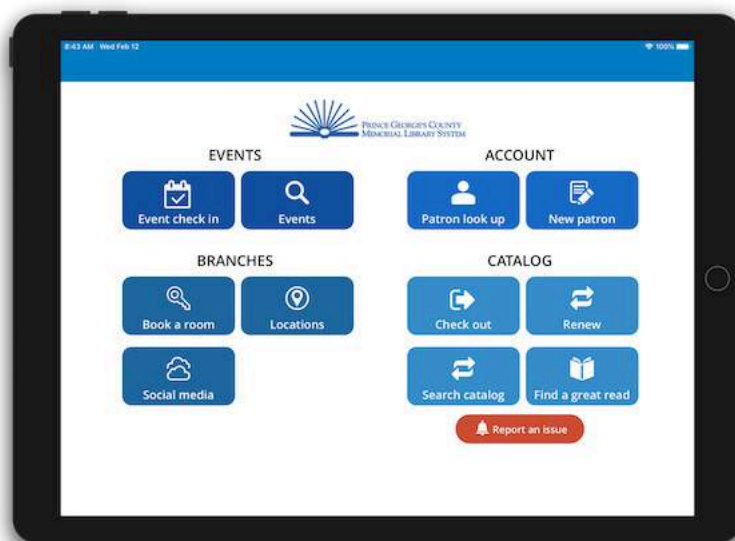 8:43 AM Wed Feb 12
100%
PRINCE GEORGE'S COUNTY
MEMORIAL LIBRARY SYSTEM
EVENTS
ACCOUNT
Event check in
Events
Patron look up
New patron
BRANCHES
CATALOG
Book a room
Locations
Check out
Renew
Social media
Search catalog
Find a great read
Report an issue